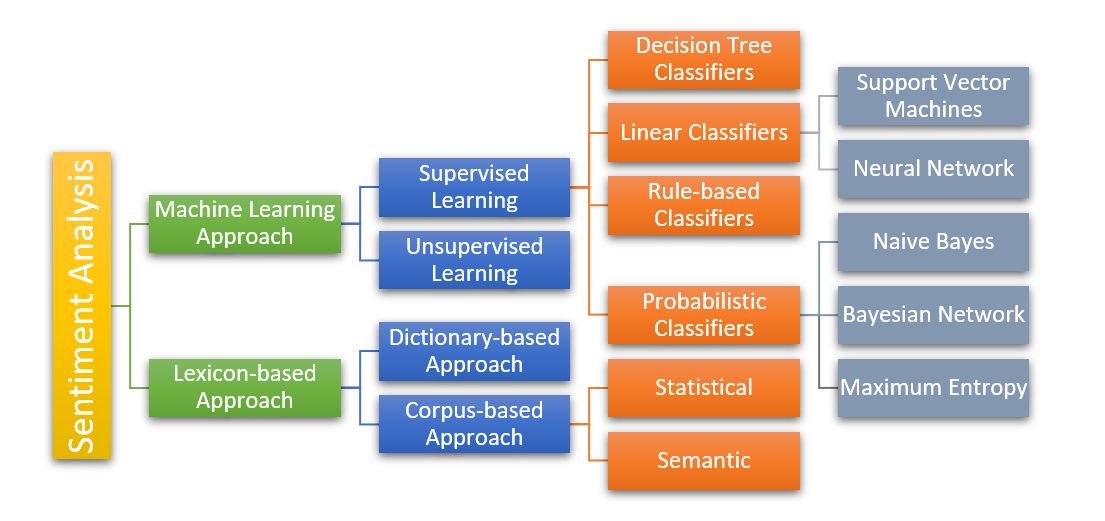 Sentiment Analysis
Machine Learning
Approach
Supervised
Learning
Decision Tree
Classifiers
Linear Classifiers
Support Vector
Machines
Neural Network
Rule-based
Classifiers
Probabilistic
Classifiers
Naive Bayes
Bayesian Network
Maximum Entropy
Unsupervised
Learning
Lexicon-based
Approach
Dictionary-based
Approach
Corpus-based
Approach
Statistical
Semantic